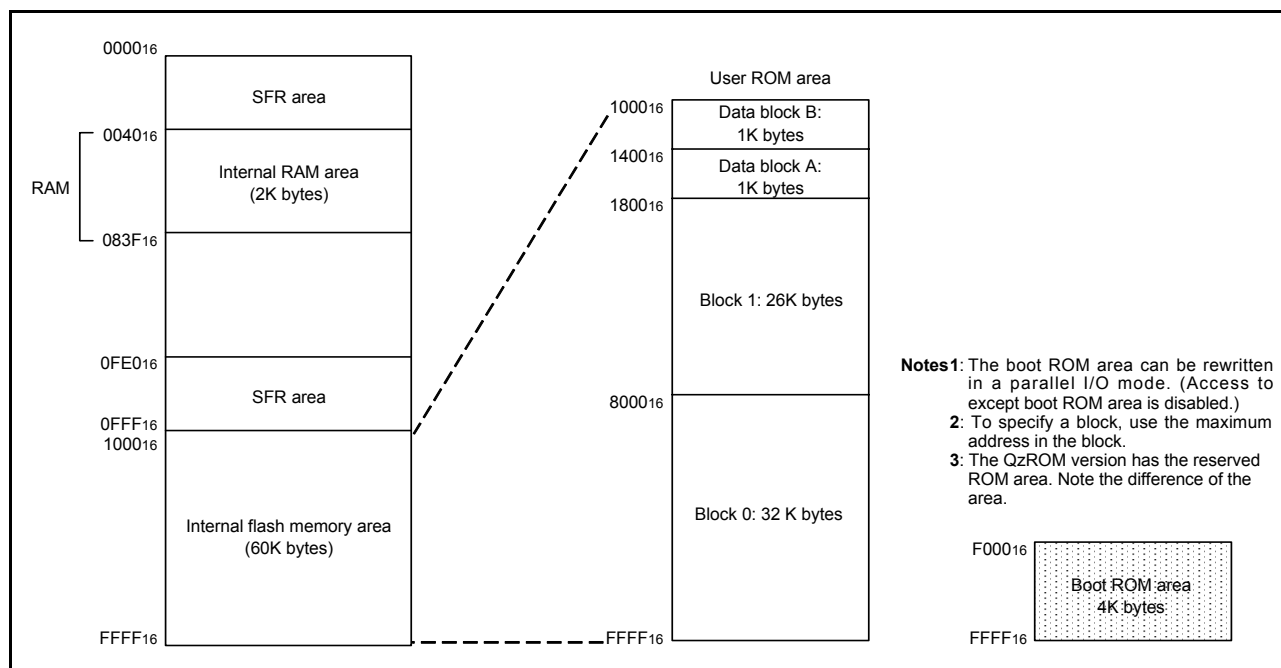 000016
SFR area
004016
RAM
Internal RAM area
(2K bytes)
083F16
0FE016
SFR area
0FFF16
100016
Internal flash memory area
(60K bytes)
FFFF16
User ROM area
100016
Data block B:
1K bytes
140016
Data block A:
1K bytes
180016
Block 1: 26K bytes
800016
Block 0: 32 K bytes
FFFF16
Notes1: The boot ROM area can be rewritten
in a parallel I/O mode. (Access to
except boot ROM area is disabled.)
2: To specify a block, use the maximum
address in the block.
3: The QzROM version has the reserved
ROM area. Note the difference of the
area.
F00016
Boot ROM area
4K bytes
FFFF16